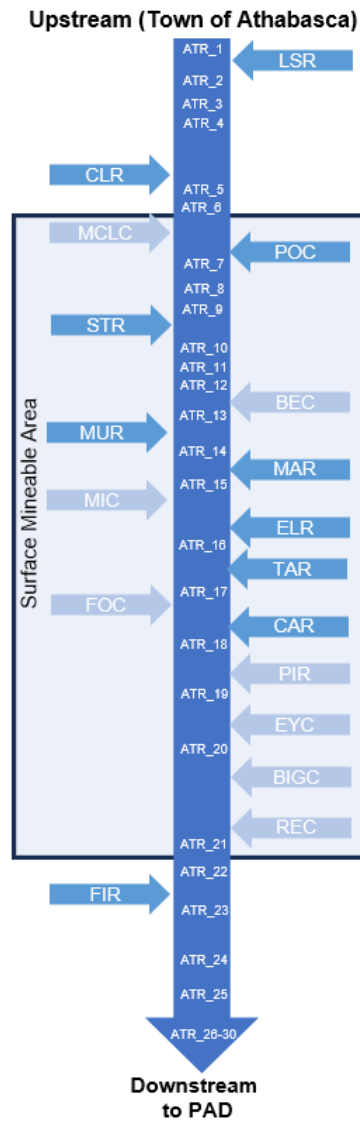 Upstream (Town of Athabasca)
ATR_1
LSR
ATR_2
ATR_3
ATR_4
CLR
ATR_5
ATR_6
MCLC
POC
ATR_7
ATR_8
ATR_9
STR
ATR_10
ATR_11
ATR_12
BEC
ATR_13
MUR
ATR_14
MAR
ATR_15
MIC
ELR
ATR_16
TAR
ATR_17
FOC
CAR
ATR_18
PIR
ATR_19
EYC
ATR_20
BIGC
REC
ATR_21
Surface Mineable Area
ATR_22
FIR
ATR_23
ATR_24
ATR_25
ATR_26-30
Downstream
to PAD